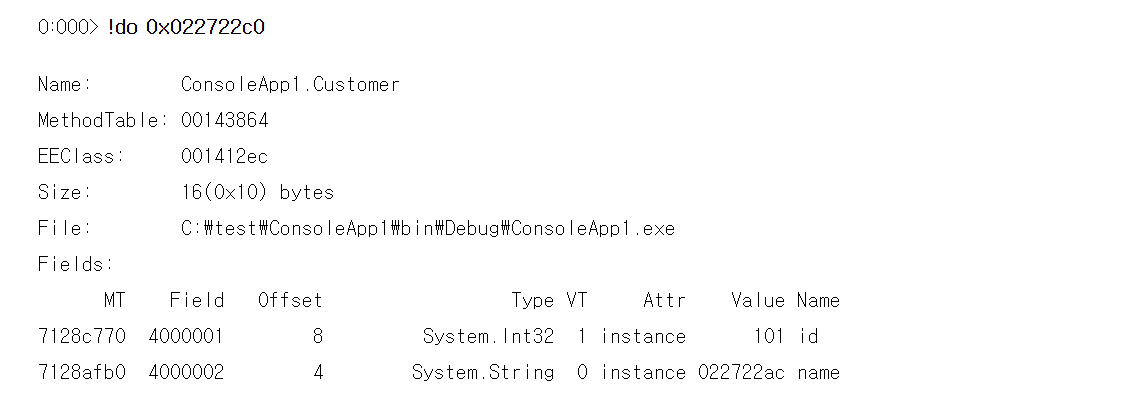 0:000> !do 0x022722c0
Name:        ConsoleApp1.Customer
MethodTable: 00143864
EEClass:     001412ec
Size:        16(0x10) bytes
File:        C:₩test₩ConsoleApp1₩bin₩Debug₩ConsoleApp1.exe
Fields:
      MT    Field   Offset                 Type VT     Attr    Value Name
7128c770  4000001        8         System.Int32  1 instance      101 id
7128afb0  4000002        4        System.String  0 instance 022722ac name